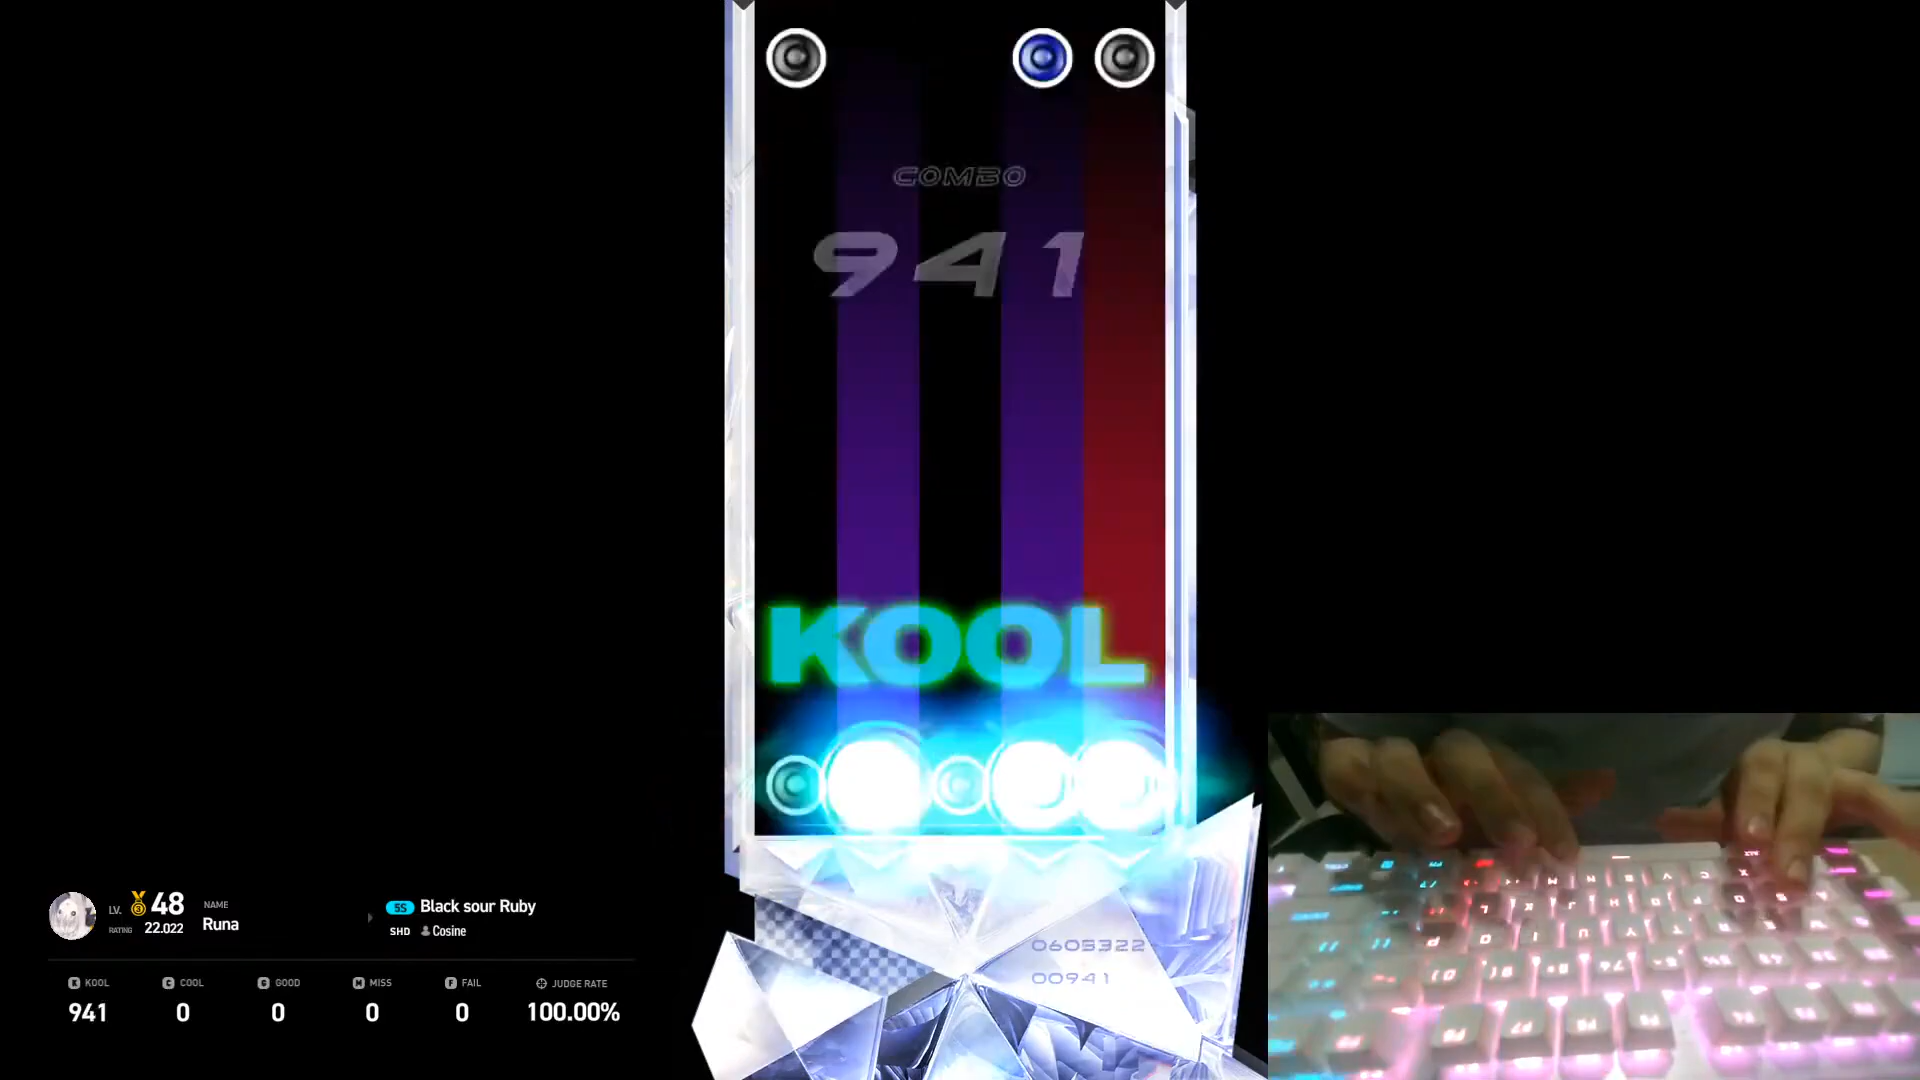 COMBO
941
KOOL
LV. 48
RATING 22.022
NAME
Runa
5S Black sour Ruby
SHD Cosine
K KOOL
941
C COOL
0
G GOOD
0
M MISS
0
F FAIL
0
JUDGE RATE
100.00%
0605322
00941